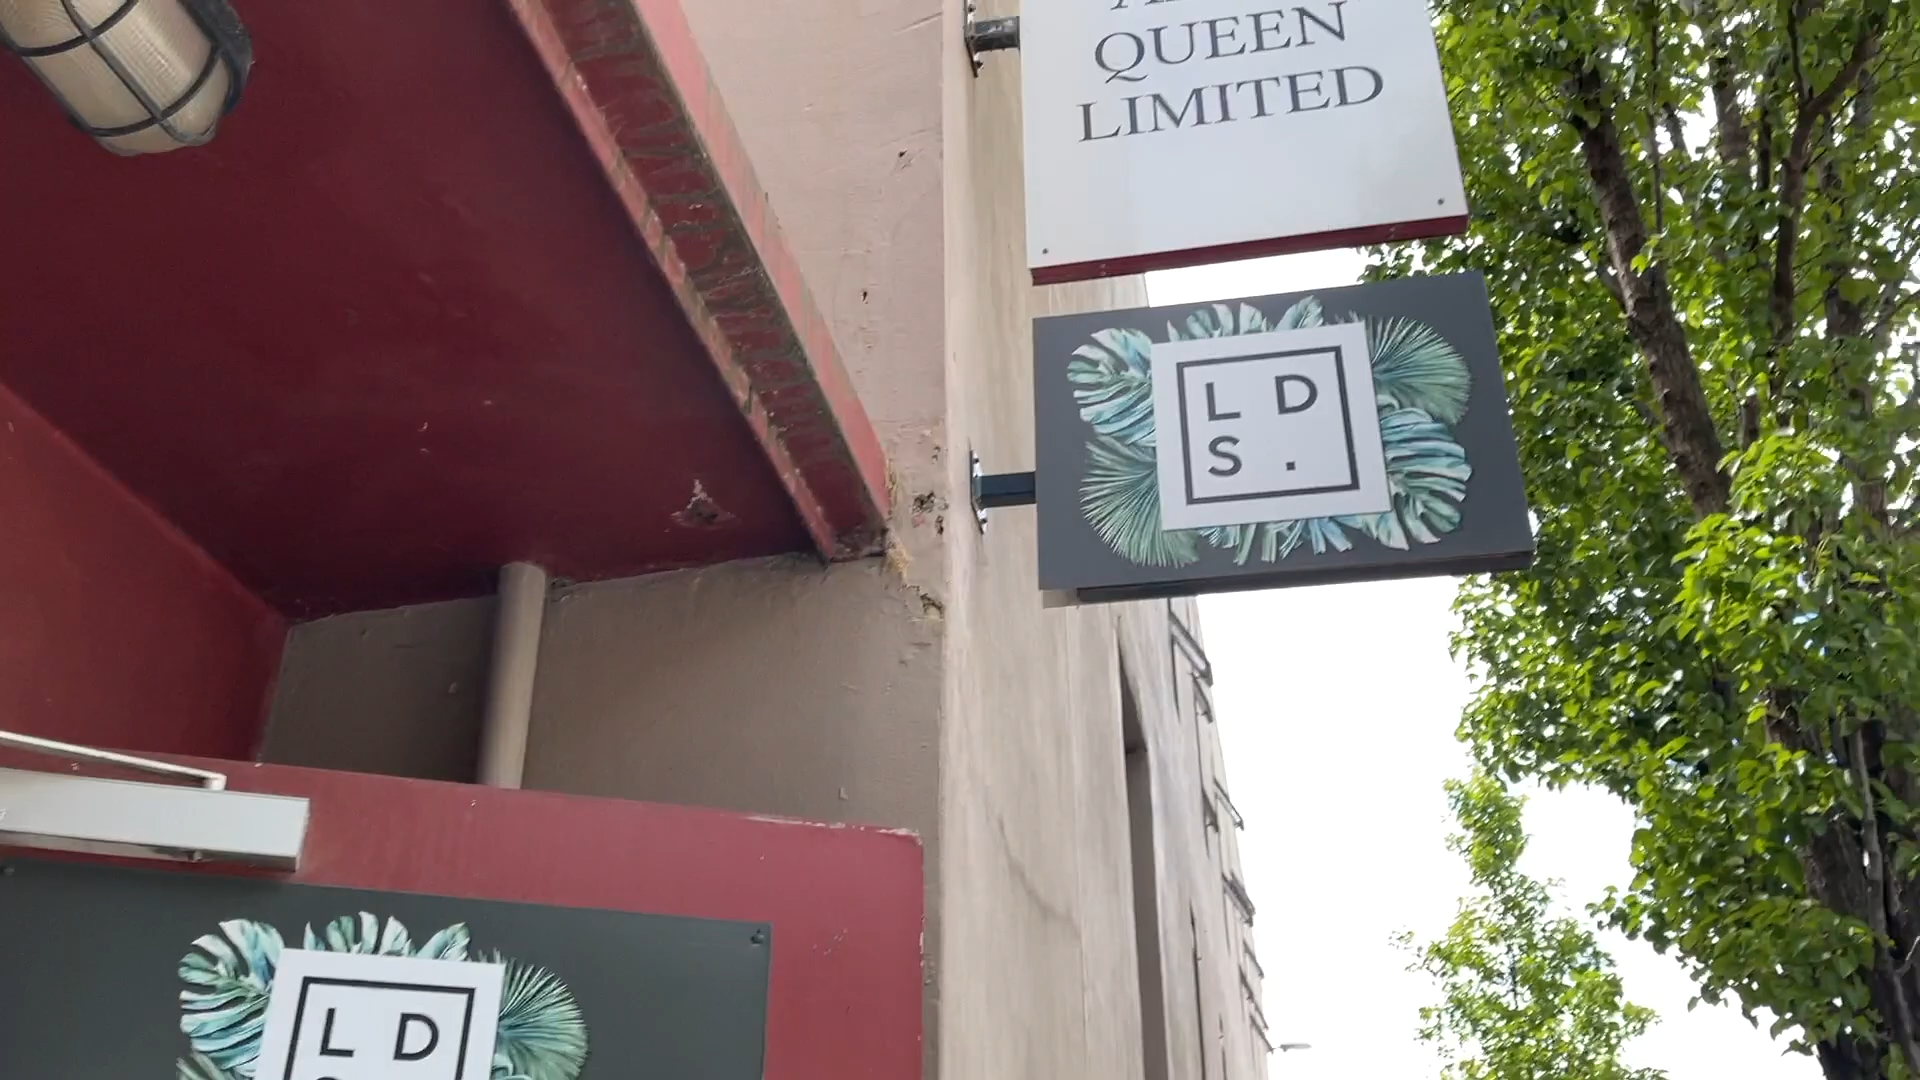 QUEEN
LIMITED
L D
S .
L D